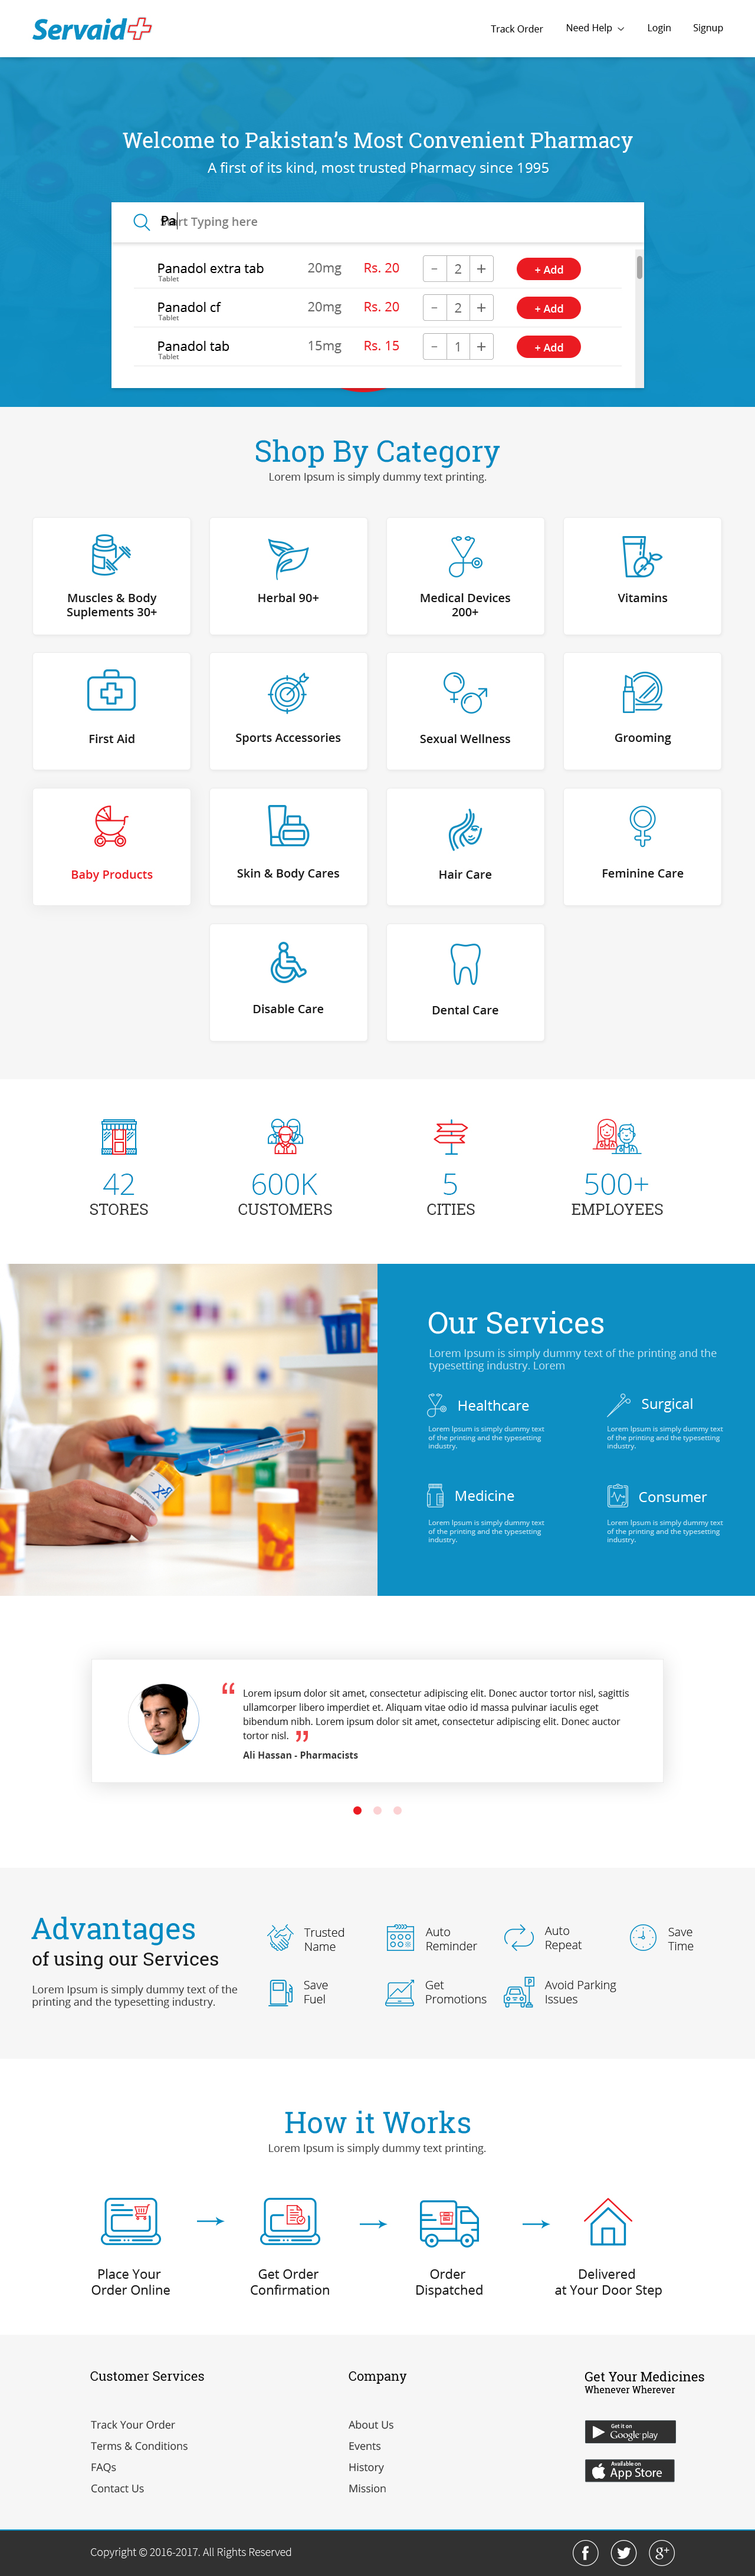 Servaid
Track Order
Need Help
Login
Signup
Welcome to Pakistan's Most Convenient Pharmacy
A first of its kind, most trusted Pharmacy since 1995
Pa
rt Typing here
Panadol extra tab 20mg Rs. 20 - 2 + + Add
Tablet
Panadol cf 20mg Rs. 20 - 2 + + Add
Tablet
Panadol tab 15mg Rs. 15 - 1 + + Add
Tablet
Shop By Category
Lorem Ipsum is simply dummy text printing.
Muscles & Body
Suplements 30+
Herbal 90+
Medical Devices
200+
Vitamins
First Aid
Sports Accessories
Sexual Wellness
Grooming
Baby Products
Skin & Body Cares
Hair Care
Feminine Care
Disable Care
Dental Care
42
STORES
600K
CUSTOMERS
5
CITIES
500+
EMPLOYEES
Our Services
Lorem Ipsum is simply dummy text of the printing and the
typesetting industry. Lorem
Healthcare
Lorem Ipsum is simply dummy text
of the printing and the typesetting
industry.
Surgical
Lorem Ipsum is simply dummy text
of the printing and the typesetting
industry.
Medicine
Lorem Ipsum is simply dummy text
of the printing and the typesetting
industry.
Consumer
Lorem Ipsum is simply dummy text
of the printing and the typesetting
industry.
“ Lorem ipsum dolor sit amet, consectetur adipiscing elit. Donec auctor tortor nisl, sagittis
ullamcorper libero imperdiet et. Aliquam vitae odio id massa pulvinar iaculis eget
bibendum nibh. Lorem ipsum dolor sit amet, consectetur adipiscing elit. Donec auctor
tortor nisl. ”
Ali Hassan - Pharmacists
Advantages
of using our Services
Lorem Ipsum is simply dummy text of the
printing and the typesetting industry.
Trusted
Name
Auto
Reminder
Auto
Repeat
Save
Time
Save
Fuel
Get
Promotions
P
Avoid Parking
Issues
How it Works
Lorem Ipsum is simply dummy text printing.
Place Your
Order Online
Get Order
Confirmation
Order
Dispatched
Delivered
at Your Door Step
Customer Services
Track Your Order
Terms & Conditions
FAQs
Contact Us
Company
About Us
Events
History
Mission
Get Your Medicines
Whenever Wherever
Get it on
Google play
Available on
App Store
Copyright © 2016-2017. All Rights Reserved
f
g+